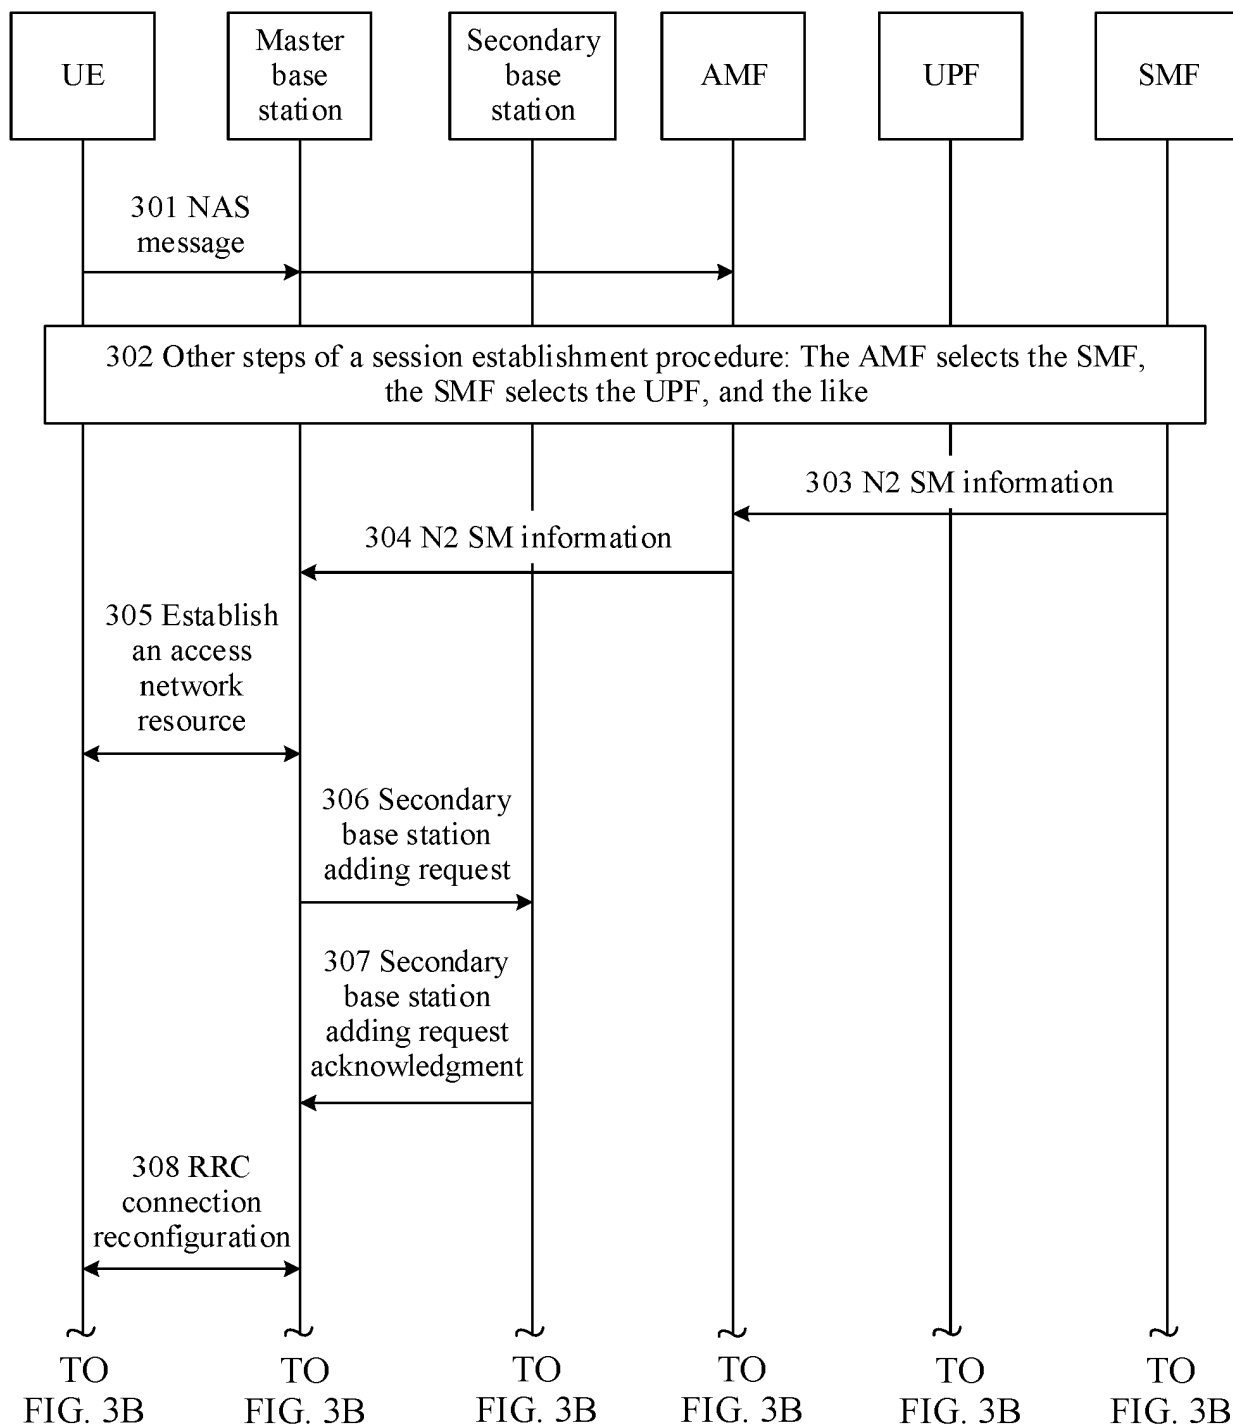 UE
Master
base
station
Secondary
base
station
AMF
UPF
SMF
301 NAS
message
302 Other steps of a session establishment procedure: The AMF selects the SMF,
the SMF selects the UPF, and the like
303 N2 SM information
304 N2 SM information
305 Establish
an access
network
resource
306 Secondary
base station
adding request
307 Secondary
base station
adding request
acknowledgment
308 RRC
connection
reconfiguration
TO
FIG. 3B
TO
FIG. 3B
TO
FIG. 3B
TO
FIG. 3B
TO
FIG. 3B
TO
FIG. 3B